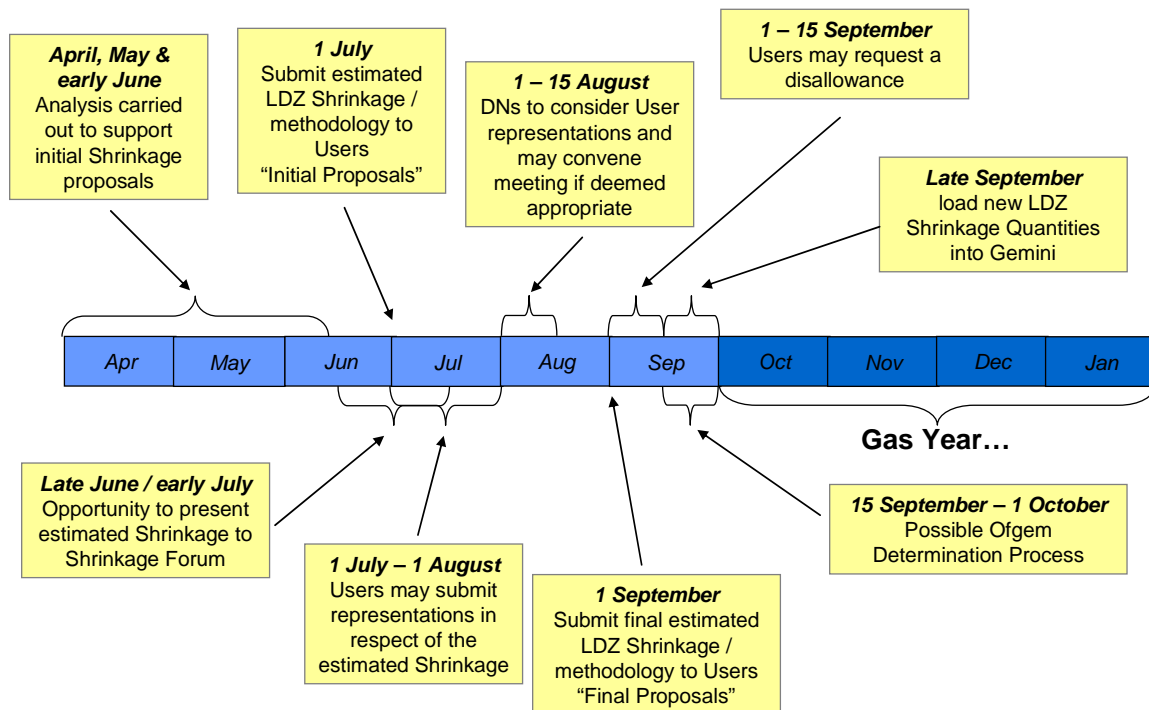 April, May &
early June
Analysis carried
out to support
initial Shrinkage
proposals
1 July
Submit estimated
LDZ Shrinkage /
methodology to
Users
“Initial Proposals”
1 – 15 August
DNs to consider User
representations and
may convene
meeting if deemed
appropriate
1 – 15 September
Users may request a
disallowance
Late September
load new LDZ
Shrinkage Quantities
into Gemini
Apr
May
Jun
Jul
Aug
Sep
Oct
Nov
Dec
Jan
Gas Year…
Late June / early July
Opportunity to present
estimated Shrinkage to
Shrinkage Forum
1 July – 1 August
Users may submit
representations in
respect of the
estimated Shrinkage
1 September
Submit final estimated
LDZ Shrinkage /
methodology to Users
“Final Proposals”
15 September – 1 October
Possible Ofgem
Determination Process